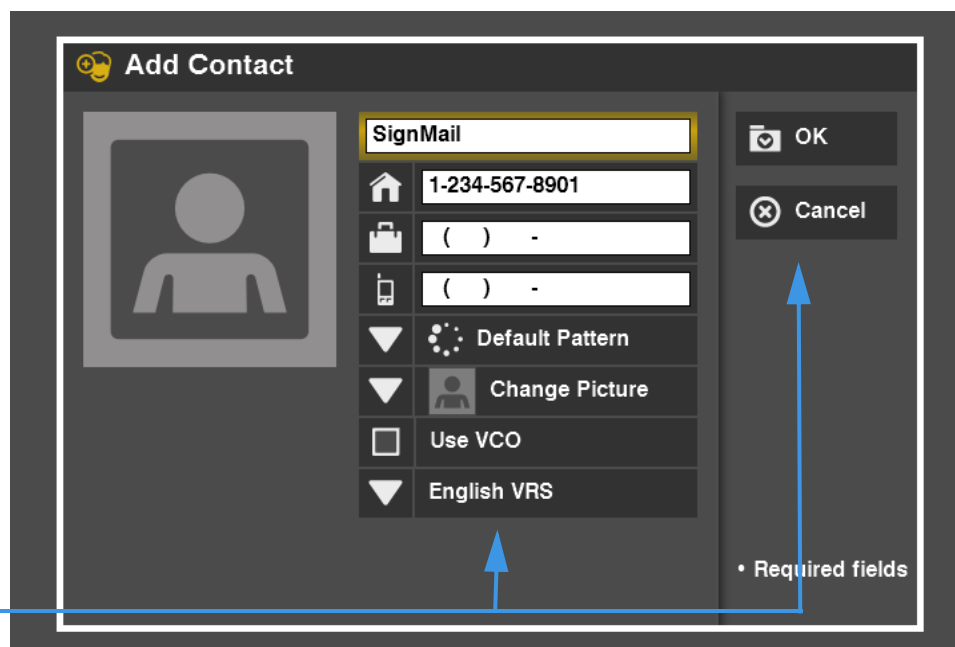 Add Contact
SignMail
1-234-567-8901
( ) -
( ) -
Default Pattern
Change Picture
Use VCO
English VRS
OK
Cancel
• Required fields